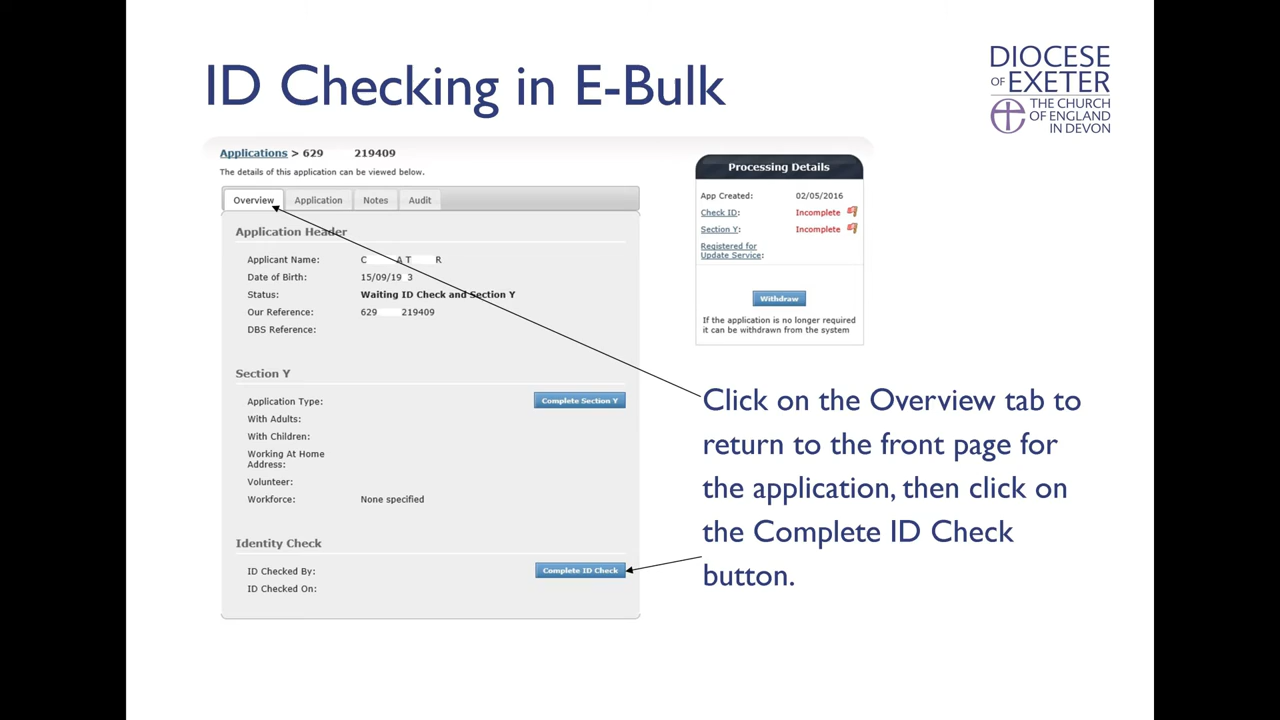 ID Checking in E-Bulk
DIOCESE
OF EXETER
THE CHURCH
OF ENGLAND
IN DEVON
Applications > 629 219409
The details of this application can be viewed below.
Overview Application Notes Audit
Application Header
Applicant Name: C A T R
Date of Birth: 15/09/19 3
Status: Waiting ID Check and Section Y
Our Reference: 629 219409
DBS Reference:
Section Y
Application Type: Complete Section Y
With Adults:
With Children:
Working At Home
Address:
Volunteer:
Workforce: None specified
Identity Check
ID Checked By: Complete ID Check
ID Checked On:
Processing Details
App Created: 02/05/2016
Check ID: Incomplete
Section Y: Incomplete
Registered for
Update Service:
Withdraw
If the application is no longer required
it can be withdrawn from the system
Click on the Overview tab to
return to the front page for
the application, then click on
the Complete ID Check
button.